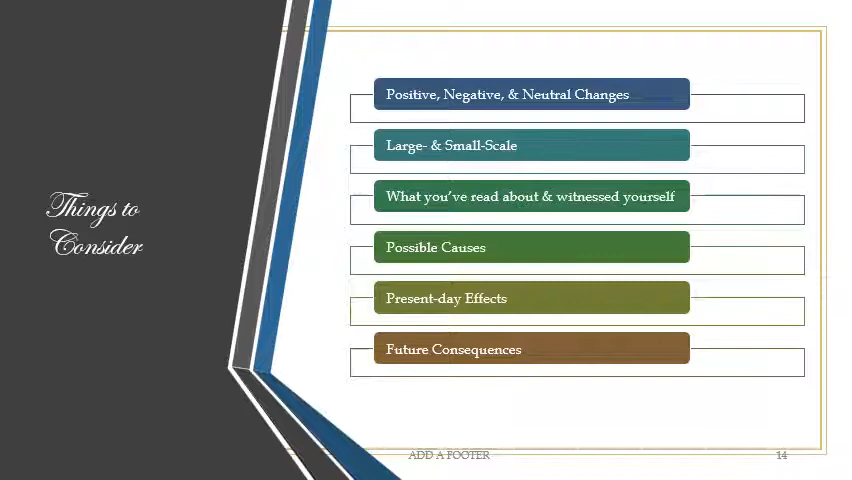 Things to
Consider
Positive, Negative, & Neutral Changes
Large- & Small-Scale
What you’ve read about & witnessed yourself
Possible Causes
Present-day Effects
Future Consequences
ADD A FOOTER
14